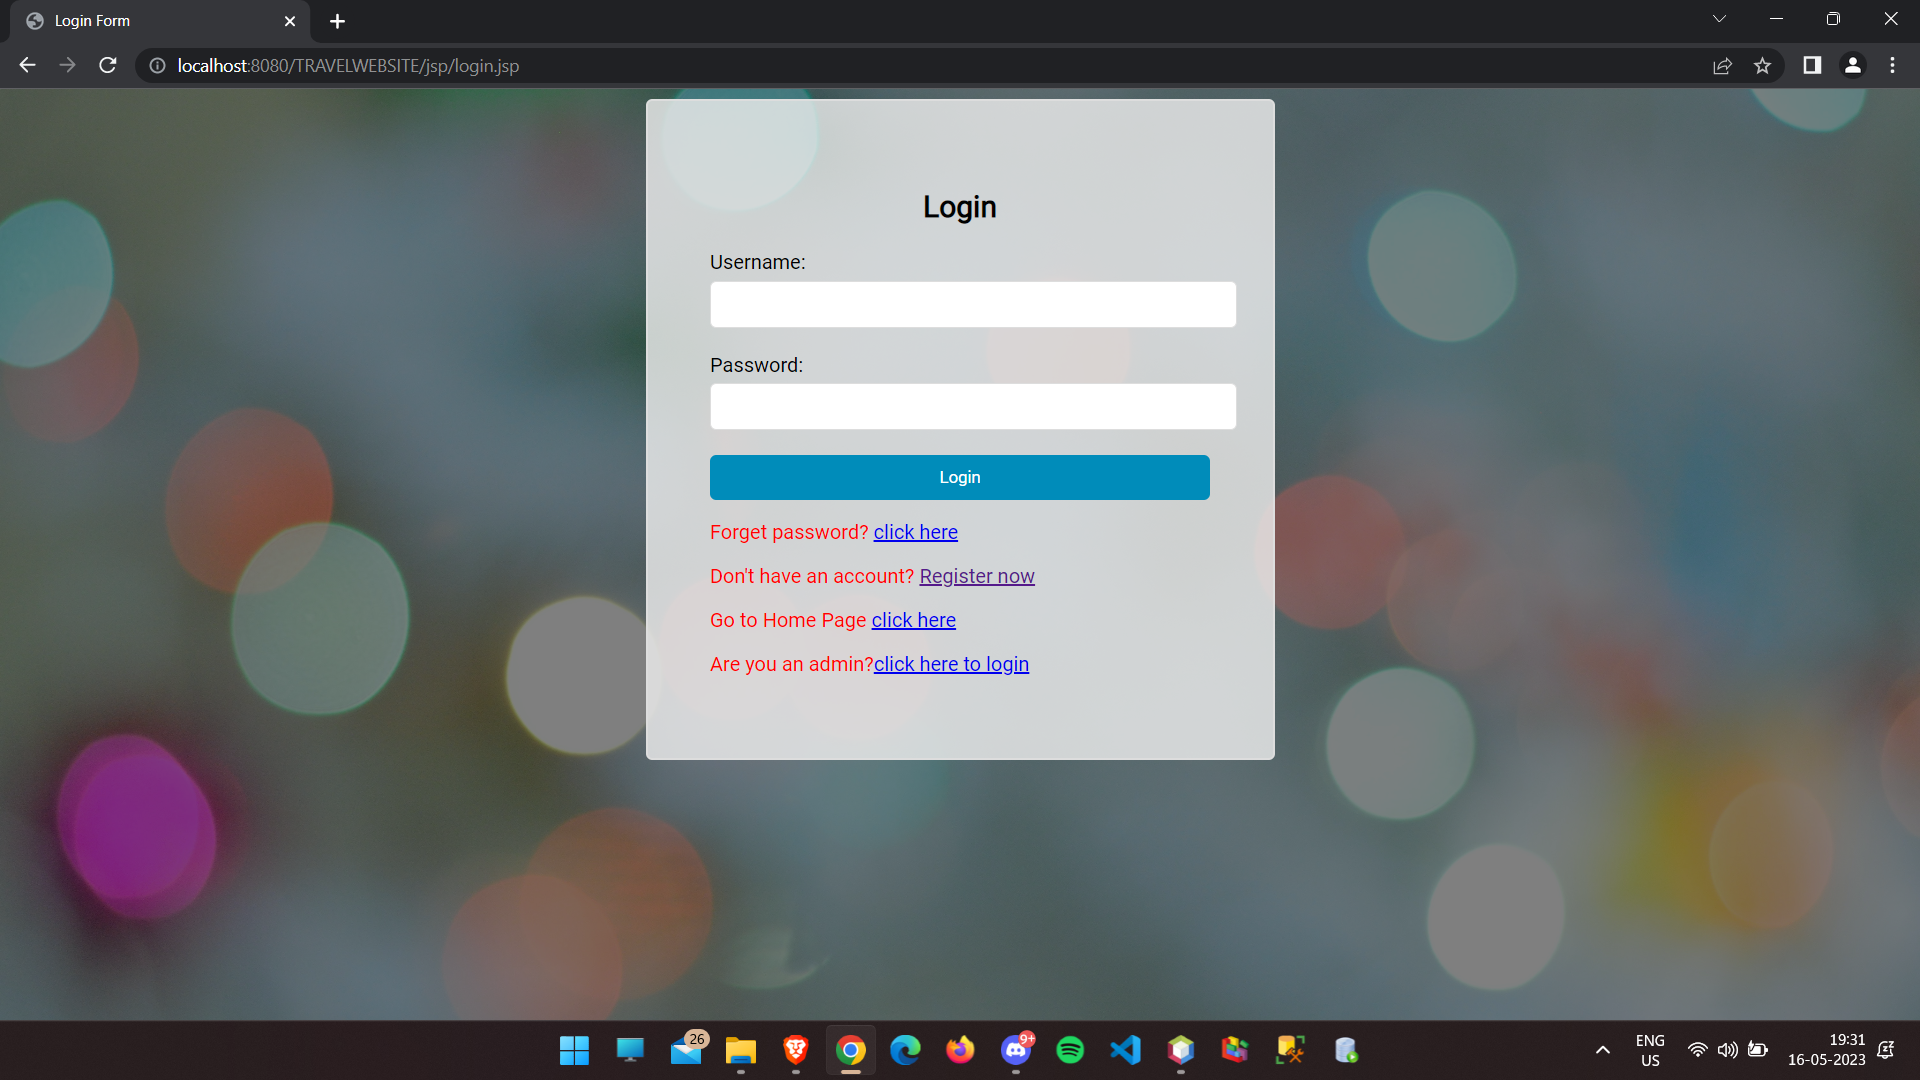 Login Form
localhost:8080/TRAVELWEBSITE/jsp/login.jsp
Login
Username:
Password:
Login
Forget password? click here
Don't have an account? Register now
Go to Home Page click here
Are you an admin?click here to login
26
9+
ENG
US
19:31
16-05-2023